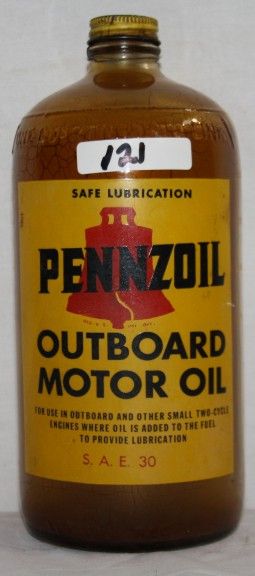 121
SAFE LUBRICATION
PENNZOIL
OUTBOARD
MOTOR OIL
FOR USE IN OUTBOARD AND OTHER SMALL TWO-CYCLE
ENGINES WHERE OIL IS ADDED TO THE FUEL
TO PROVIDE LUBRICATION
S. A. E. 30